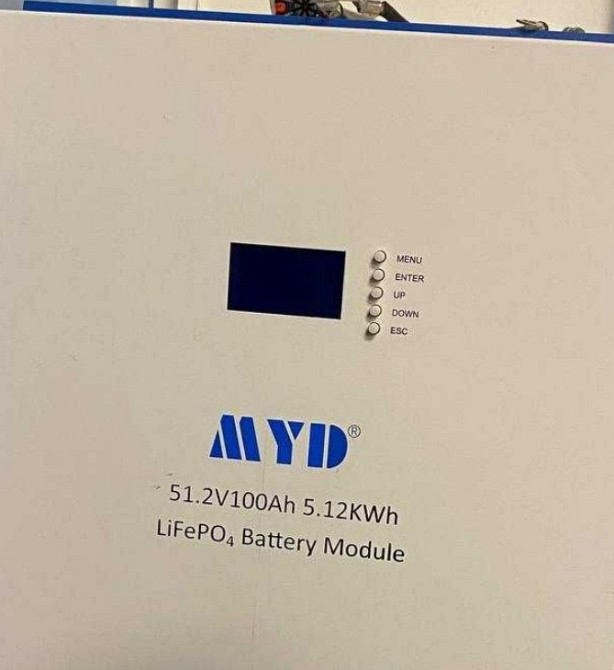 MENU
ENTER
UP
DOWN
ESC
MYD®
51.2V100Ah 5.12KWh
LiFePO₄ Battery Module